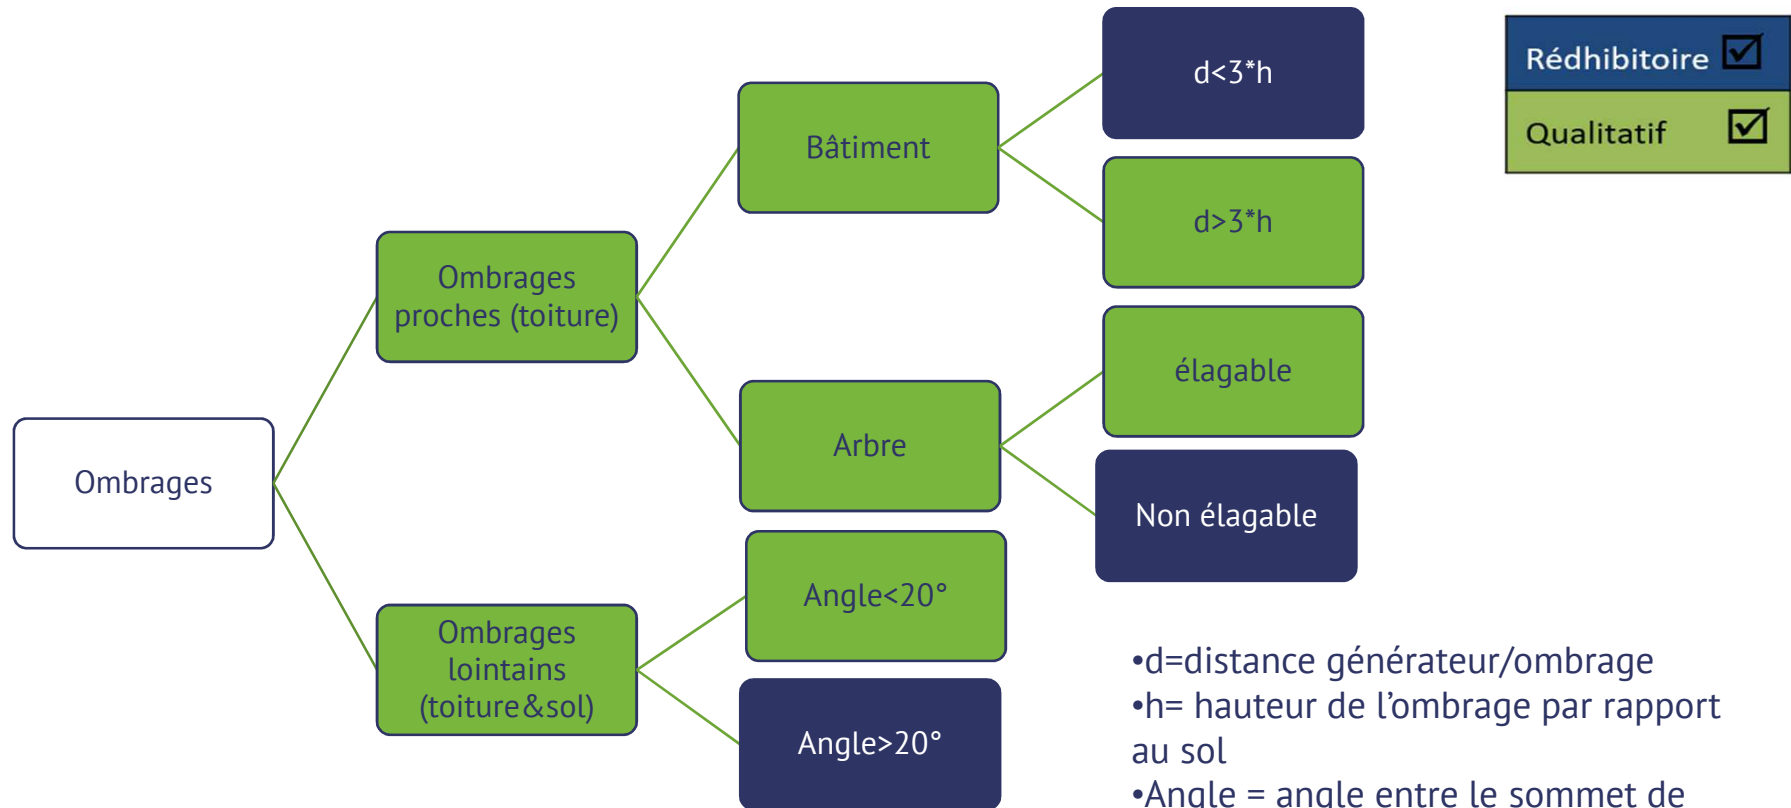 Ombrages
Ombrages
proches (toiture)
Ombrages
lointains
(toiture&sol)
Bâtiment
Arbre
Angle<20°
Angle>20°
d<3*h
d>3*h
élagable
Non élagable
Rédhibitoire
Qualitatif
•d=distance générateur/ombrage
•h= hauteur de l’ombrage par rapport
au sol
•Angle = angle entre le sommet de